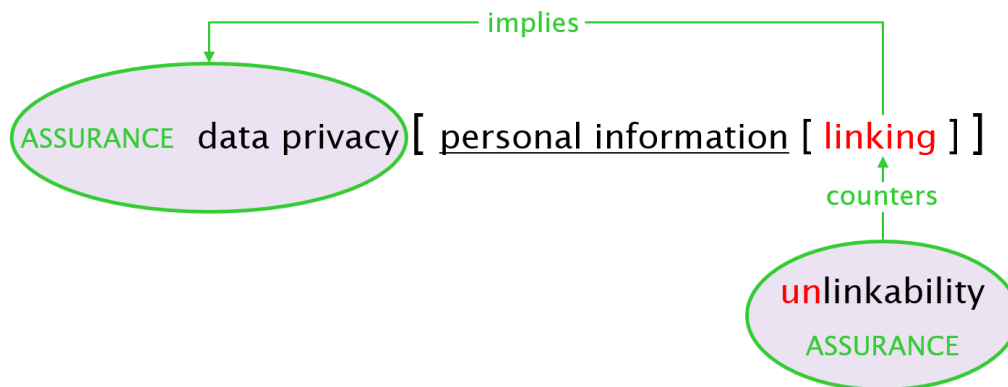 implies
ASSURANCE data privacy [ personal information [ linking ] ]
counters
unlinkability
ASSURANCE